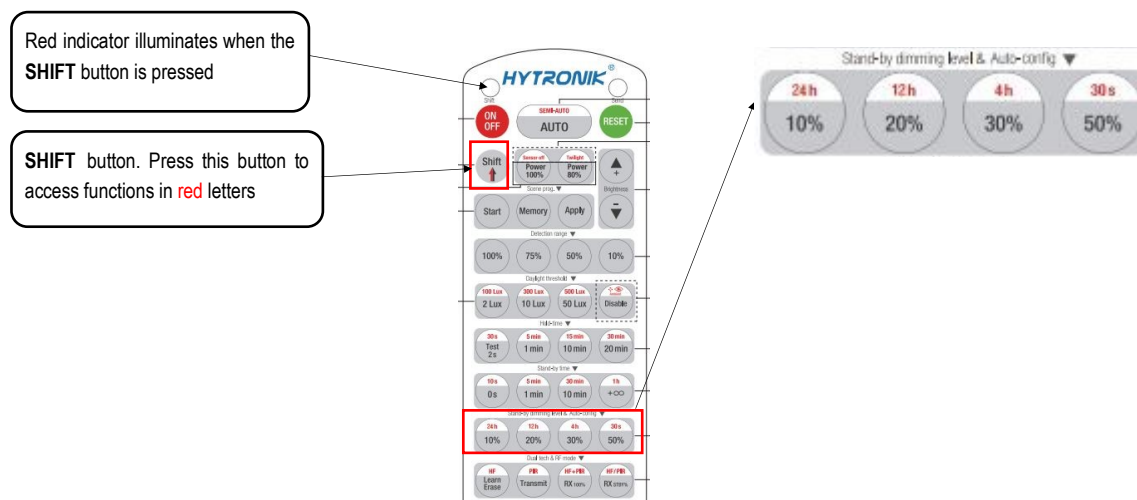 Red indicator illuminates when the
SHIFT button is pressed
SHIFT button. Press this button to
access functions in red letters
HYTRONIK®
Shift
Send
ON
OFF
SEMI-AUTO
AUTO
RESET
Shift
Sensor off
Power
100%
Twilight
Power
80%
+
Brightness
−
Scene prog. ▼
Start Memory Apply
Detection range ▼
100% 75% 50% 10%
Daylight threshold ▼
100 Lux 300 Lux 500 Lux
2 Lux 10 Lux 50 Lux Disable
Hold-time ▼
30s 5 min 15 min 30 min
Test
2s
1 min 10 min 20 min
Stand-by time ▼
10s 5 min 30 min 1h
0s 1 min 10 min +∞
Stand-by dimming level & Auto-config ▼
24h 12h 4h 30s
10% 20% 30% 50%
Dual tech & RF mode ▼
HF PIR HF+PIR HF/PIR
Learn
Erase
Transmit RX 100%
RX
Stand-by dimming level & Auto-config ▼
24h 12h 4h 30s
10% 20% 30% 50%